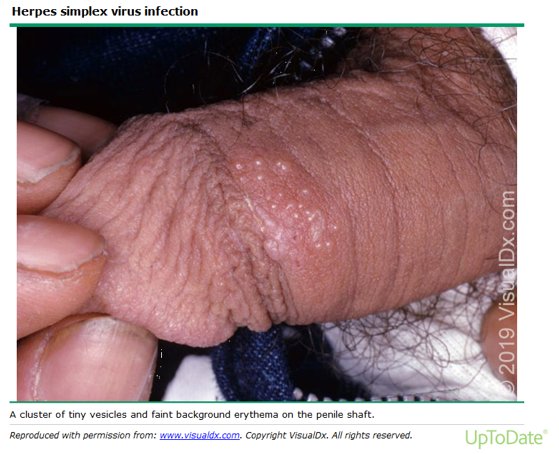 Herpes simplex virus infection
© 2019 VisualDx.com
A cluster of tiny vesicles and faint background erythema on the penile shaft.
Reproduced with permission from: www.visualdx.com. Copyright VisualDx. All rights reserved.
UpToDate®